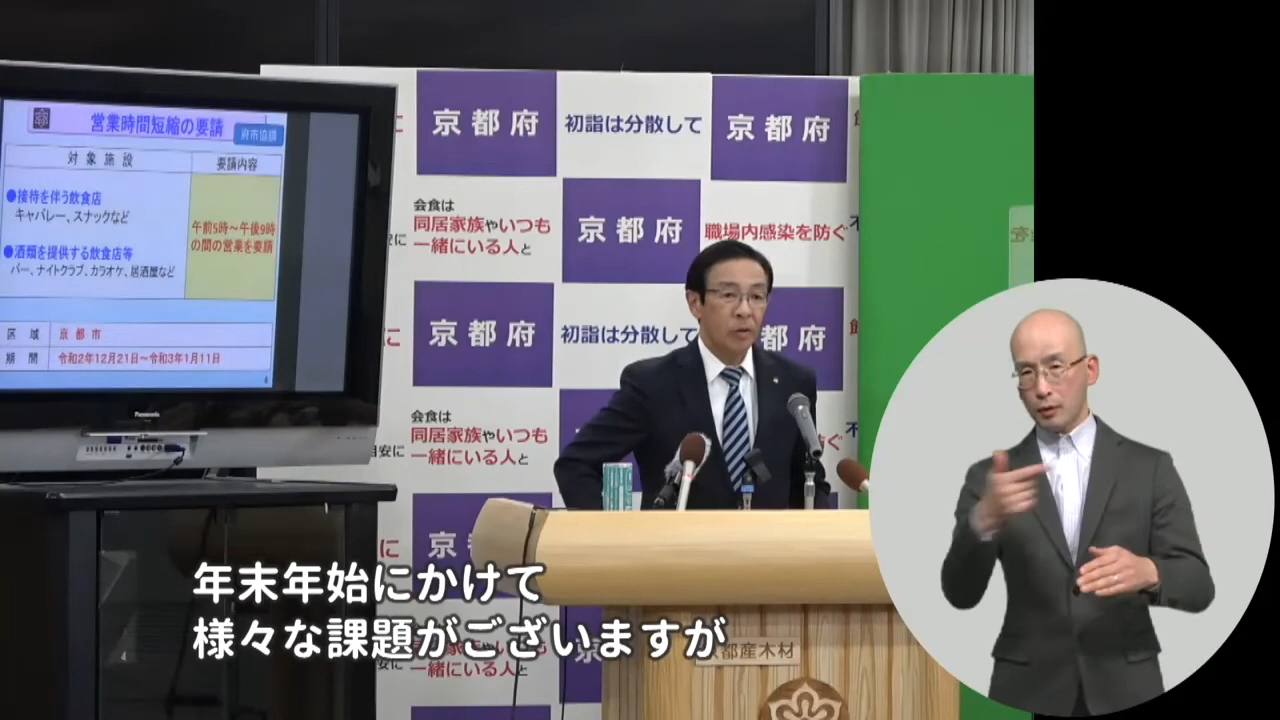 営業時間短縮の要請
府市協調
対象施設
要請内容
●接待を伴う飲食店
キャバレー、スナックなど
●酒類を提供する飲食店等
バー、ナイトクラブ、カラオケ、居酒屋など
午前5時～午後9時
の間の営業を要請
区域
京都市
期間
令和2年12月21日～令和3年1月11日
Panasonic
京都府
初詣は分散して
京都府
会食は
同居家族やいつも
一緒にいる人と
京都府
職場内感染を防ぐ
京都府
初詣は分散して
都府
会食は
同居家族やいつも
一緒にいる人と
京
京都産木材
年末年始にかけて
様々な課題がございますが